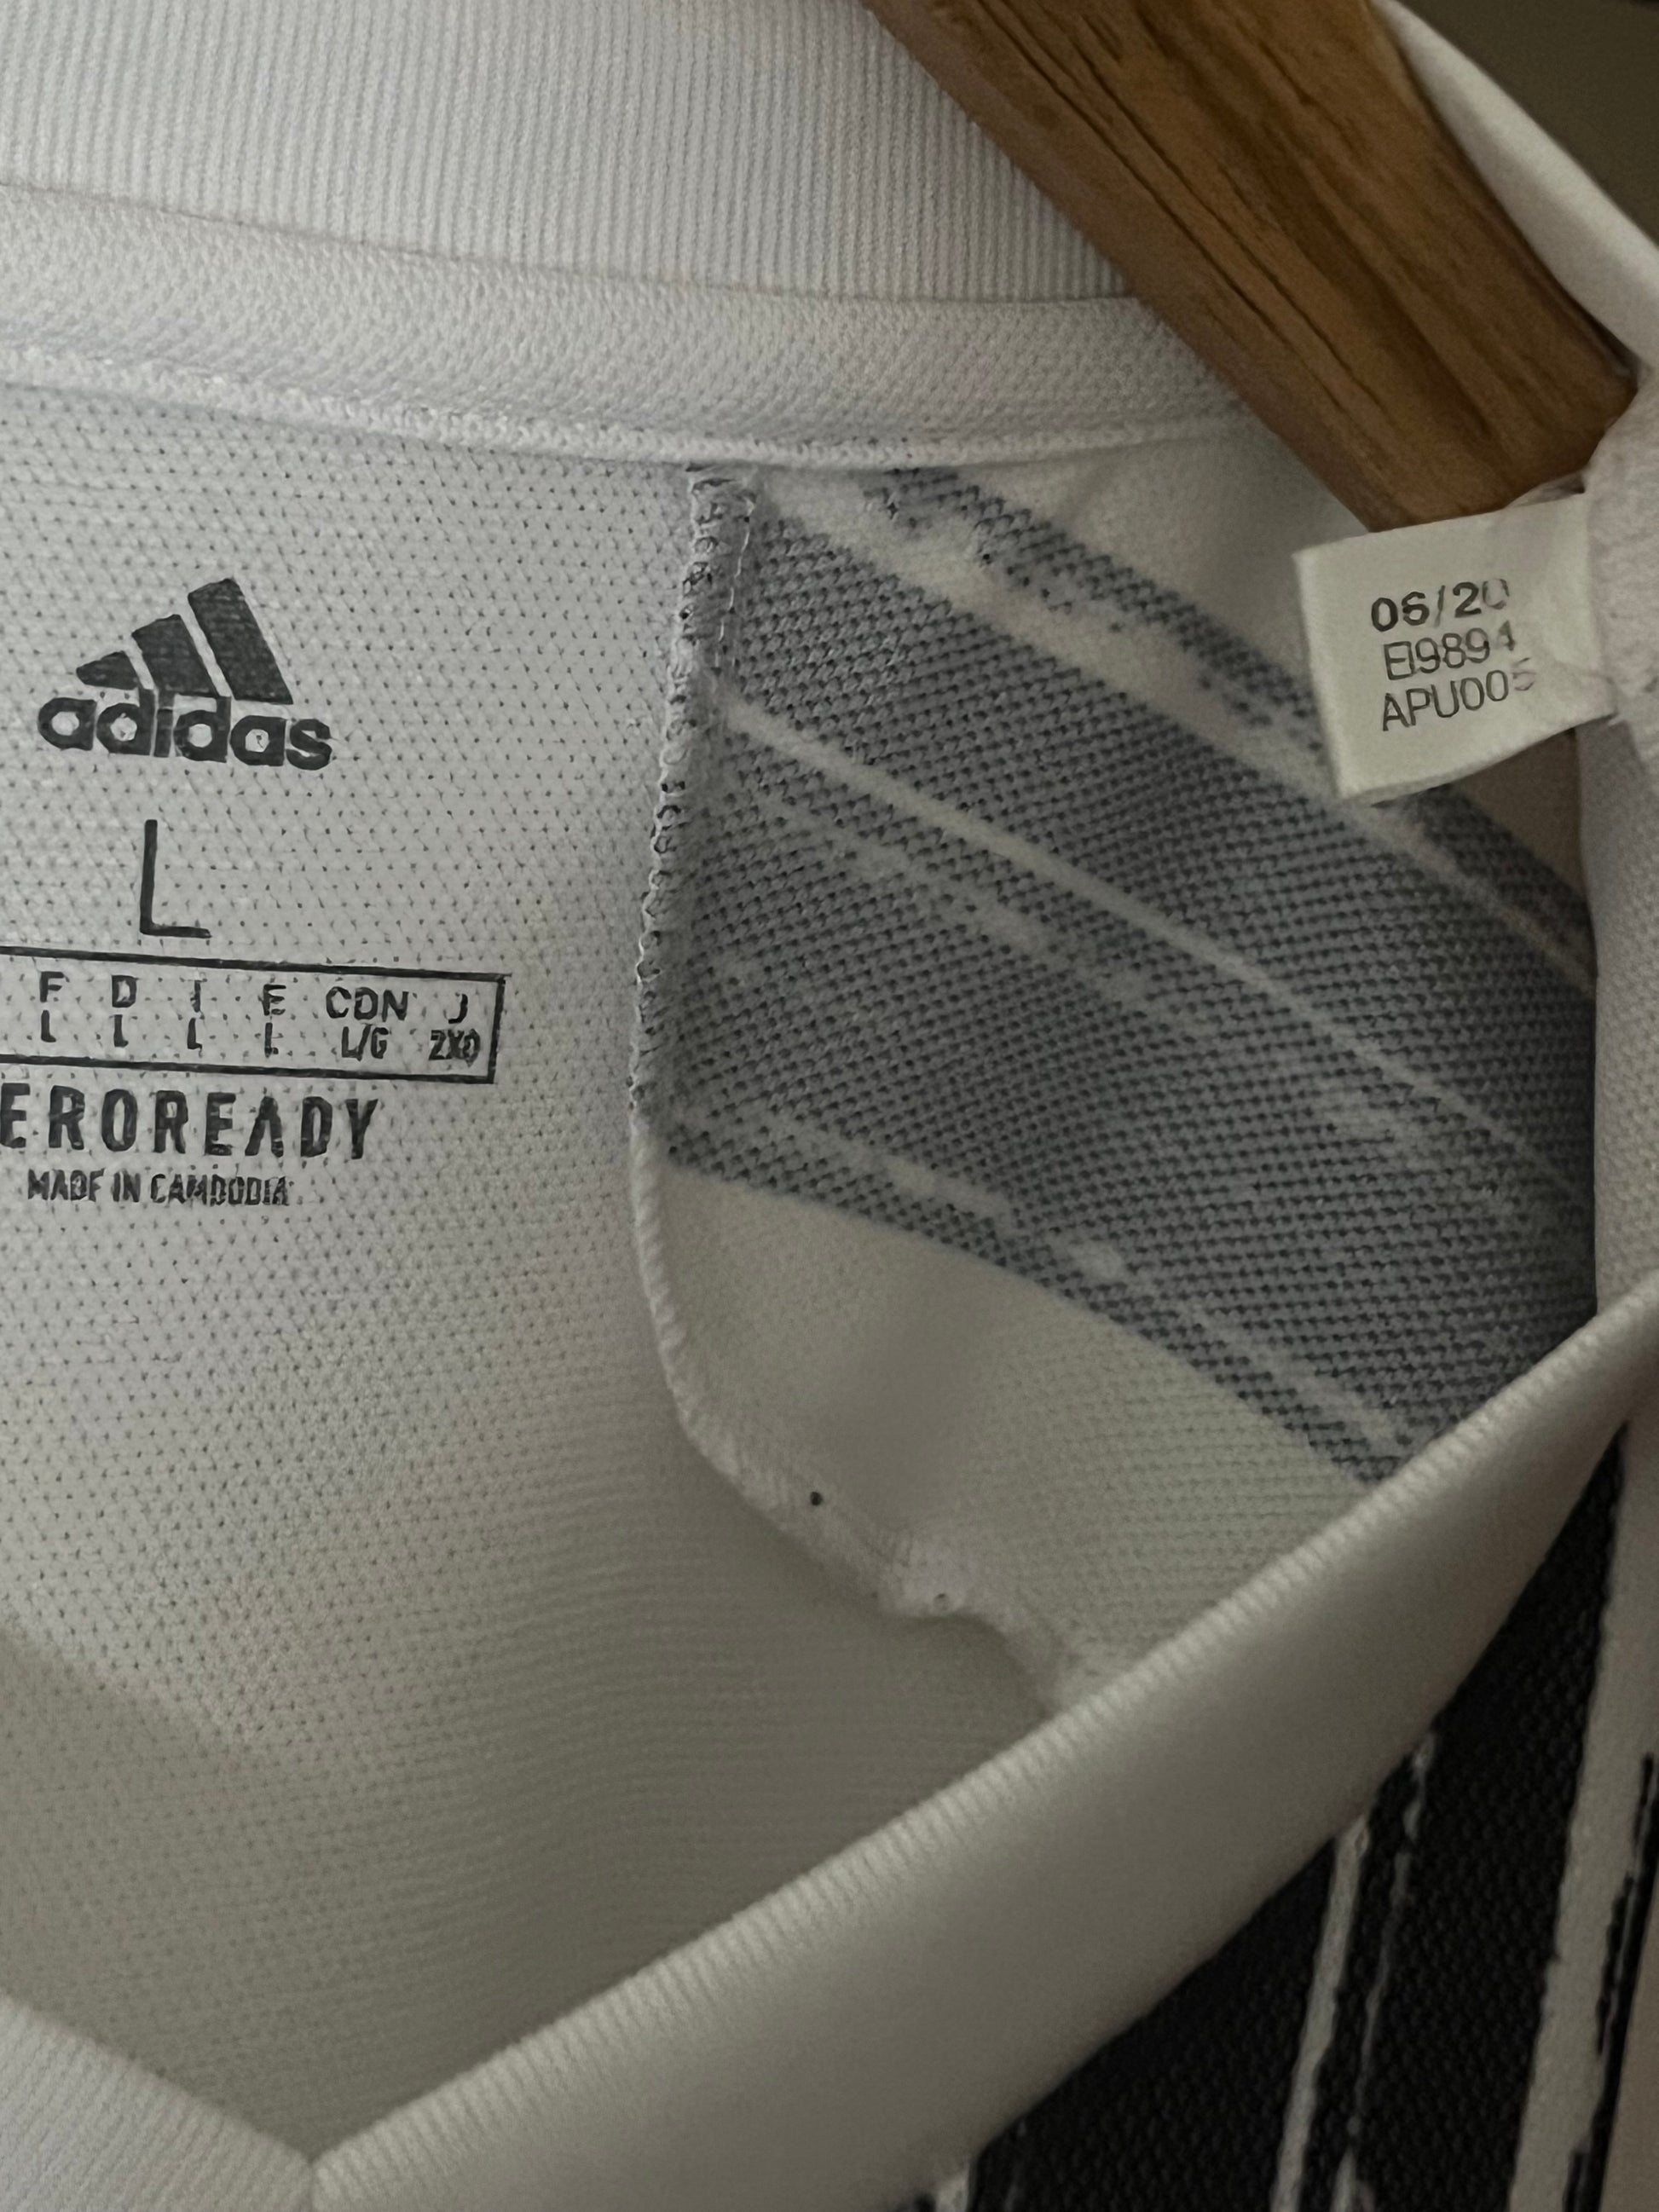 adidas
L
F D I E CDN J
L L L L L/G 2XO
EROREADY
MADE IN CAMBODIA
06/20
EI9894
APU005